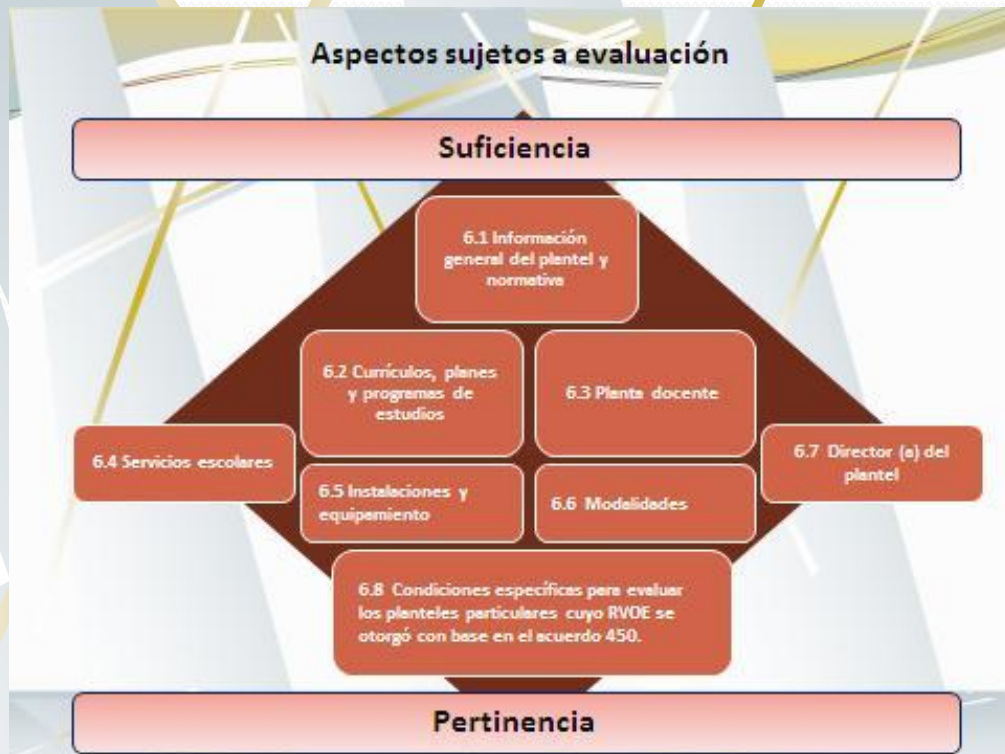 Aspectos sujetos a evaluación
Suficiencia
6.1 Información
general del plantel y
normativa
6.2 Currículos, planes
y programas de
estudios
6.3 Planta docente
6.4 Servicios escolares
6.7 Director (a) del
plantel
6.5 Instalaciones y
equipamiento
6.6 Modalidades
6.8 Condiciones específicas para evaluar
los planteles particulares cuyo RVOE se
otorgó con base en el acuerdo 450.
Pertinencia